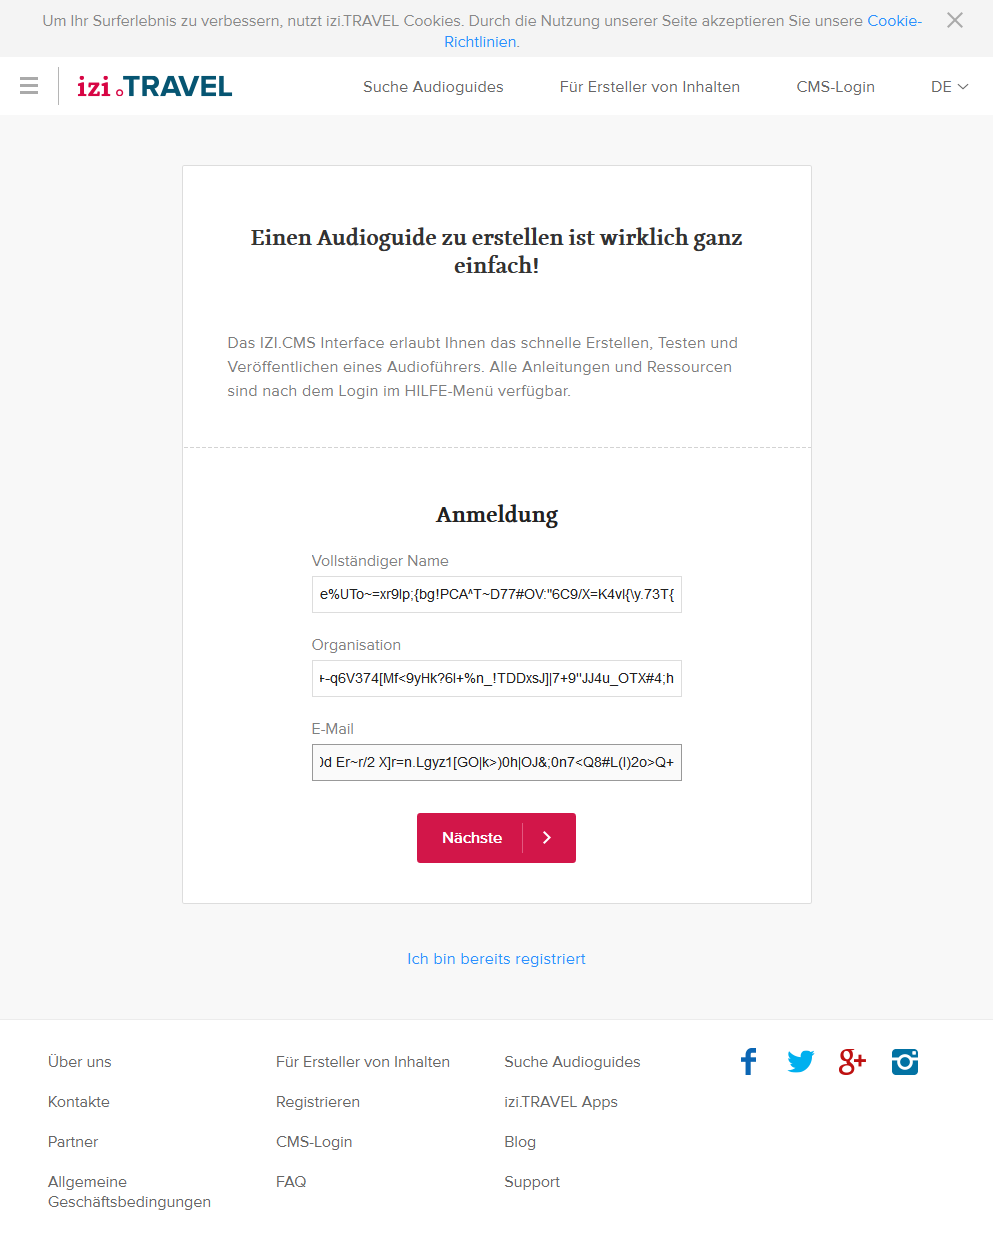 Um Ihr Surferlebnis zu verbessern, nutzt izi.TRAVEL Cookies. Durch die Nutzung unserer Seite akzeptieren Sie unsere Cookie-
Richtlinien.
izi.TRAVEL
Suche Audioguides
Für Ersteller von Inhalten
CMS-Login
DE
Einen Audioguide zu erstellen ist wirklich ganz
einfach!
Das IZI.CMS Interface erlaubt Ihnen das schnelle Erstellen, Testen und
Veröffentlichen eines Audioführers. Alle Anleitungen und Ressourcen
sind nach dem Login im HILFE-Menü verfügbar.
Anmeldung
Vollständiger Name
e%UTo~=xr9lp;{bg!PCA^T~D77#OV:"6C9/X=K4vl{\y.73T{
Organisation
+-q6V374[Mf<9yHk?6l+%n_!TDDxsJ]|7+9"JJ4u_OTX#4;h
E-Mail
Er~r/2 X]r=n.Lgyz1[GO|k>)0h|OJ&;0n7<Q8#L(l)2o>Q+
Nächste
Ich bin bereits registriert
Über uns
Kontakte
Partner
Allgemeine
Geschäftsbedingungen
Für Ersteller von Inhalten
Registrieren
CMS-Login
FAQ
Suche Audioguides
izi.TRAVEL Apps
Blog
Support